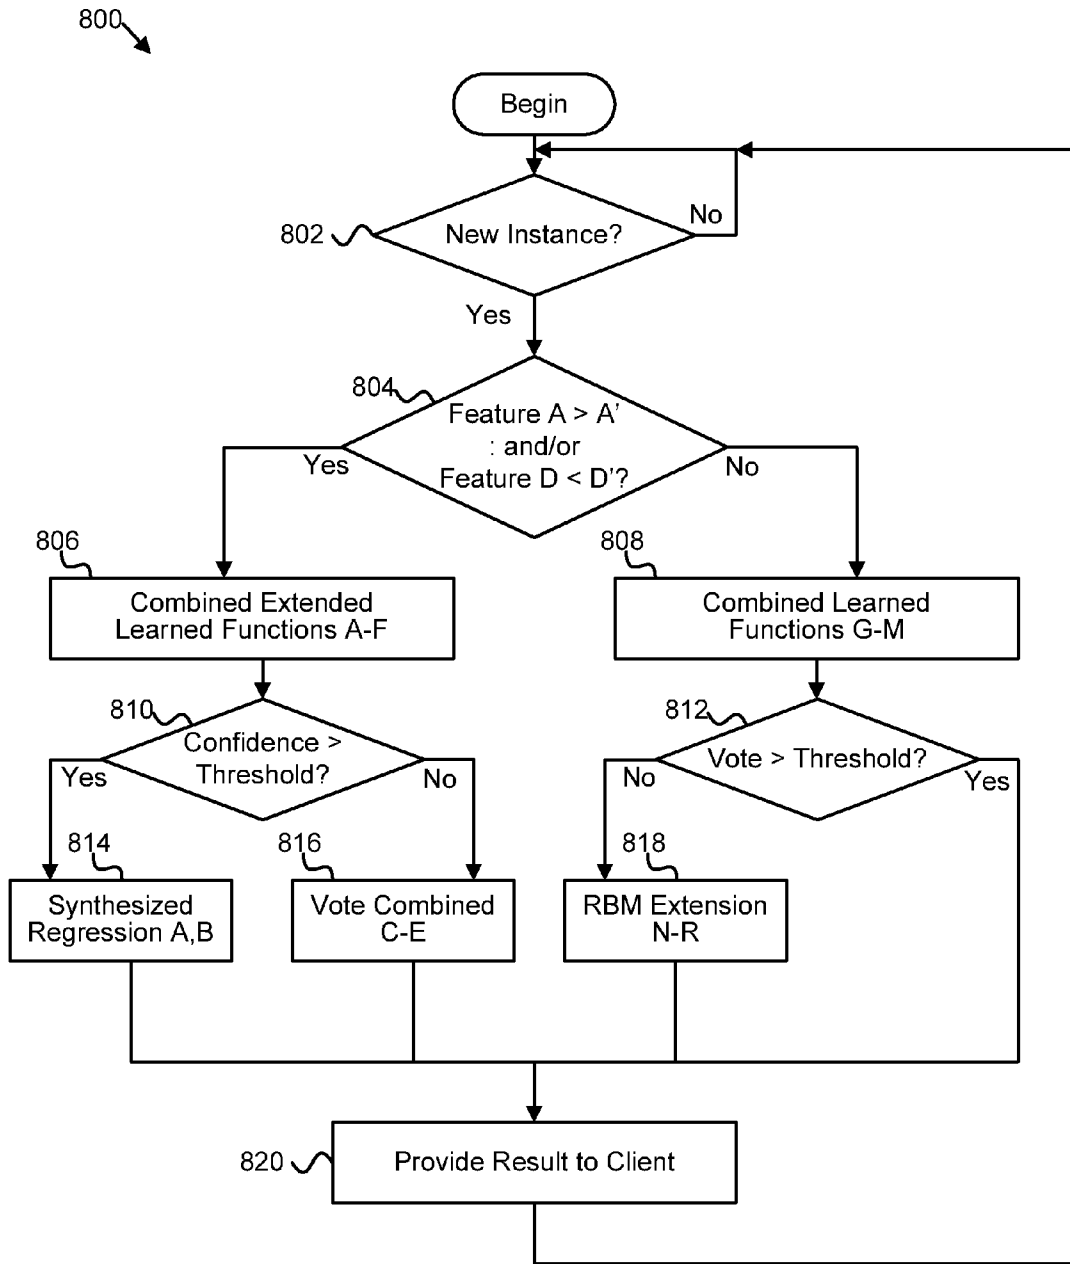 800
Begin
No
802
New Instance?
Yes
804
Feature A > A’
: and/or
Feature D < D’?
Yes
No
806
808
Combined Extended
Learned Functions A-F
Combined Learned
Functions G-M
810
812
Confidence >
Threshold?
Vote > Threshold?
Yes
No
No
Yes
814
816
818
Synthesized
Regression A,B
Vote Combined
C-E
RBM Extension
N-R
820
Provide Result to Client